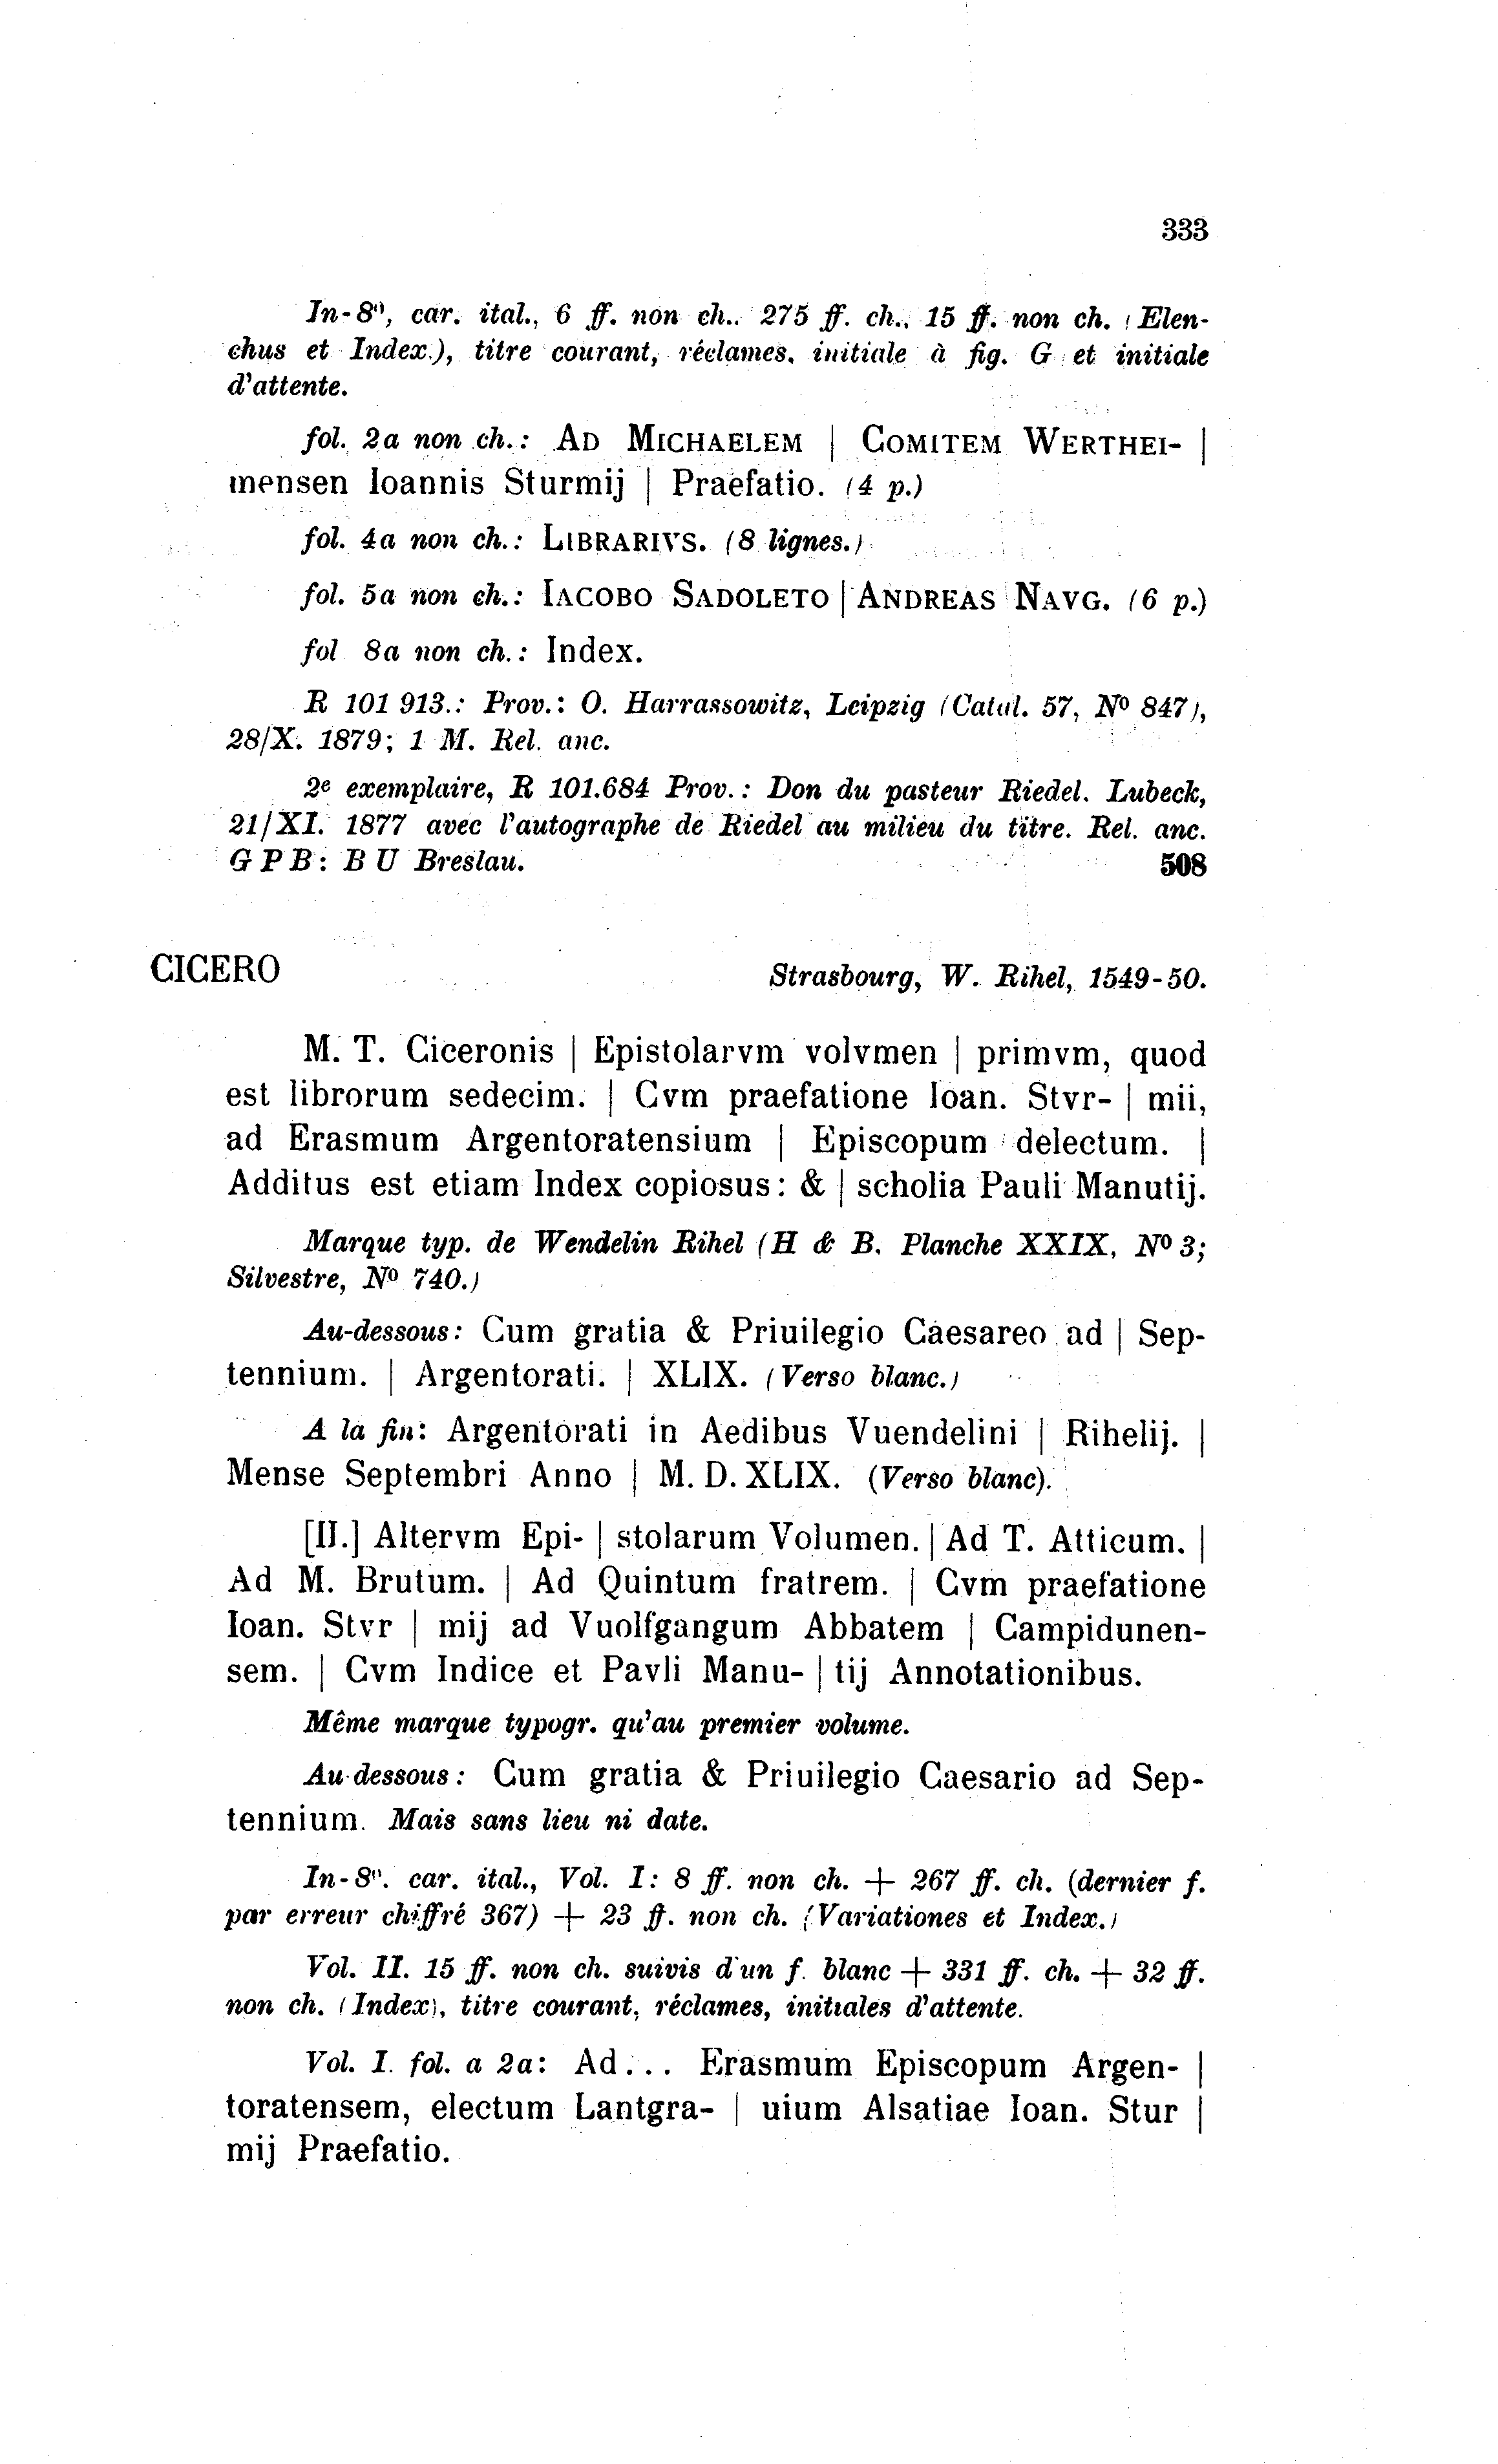 333
In-8°, car. ital., 6 ff. non ch.. 275 ff. ch., 15 ff. non ch. (Elen-
chus et Index.), titre courant, réclames, initiale à fig. G et initiale
d'attente.
fol. 2a non ch.: AD MICHAELEM | COMITEM WERTHEI- |
mensen Ioannis Sturmij | Praefatio. (4 p.)
fol. 4a non ch.: LIBRARIVS. (8 lignes.)
fol. 5a non ch.: IACOBO SADOLETO | ANDREAS NAVG. (6 p.)
fol 8a non ch.: Index.
R 101 913.: Prov.: O. Harrassowitz, Leipzig (Catal. 57, N° 847),
28/X. 1879; 1 M. Rel. anc.
2e exemplaire, R 101.684 Prov.: Don du pasteur Riedel. Lubeck,
21/XI. 1877 avec l'autographe de Riedel au milieu du titre. Rel. anc.
G P B: B U Breslau. 508
CICERO Strasbourg, W. Rihel, 1549-50.
M. T. Ciceronis | Epistolarvm volvmen | primvm, quod
est librorum sedecim. | Cvm praefatione Ioan. Stvr- | mii,
ad Erasmum Argentoratensium | Episcopum delectum. |
Additus est etiam Index copiosus: & | scholia Pauli Manutij.
Marque typ. de Wendelin Rihel (H & B. Planche XXIX, N° 3;
Silvestre, N° 740.)
Au-dessous: Cum gratia & Priuilegio Caesareo ad | Sep-
tennium. | Argentorati. | XLIX. (Verso blanc.)
A la fin: Argentorati in Aedibus Vuendelini | Rihelij. |
Mense Septembri Anno | M. D. XLIX. (Verso blanc).
[II.] Altervm Epi- | stolarum Volumen. | Ad T. Atticum. |
Ad M. Brutum. | Ad Quintum fratrem. | Cvm praefatione
Ioan. Stvr | mij ad Vuolfgangum Abbatem | Campidunen-
sem. | Cvm Indice et Pavli Manu- | tij Annotationibus.
Même marque typogr. qu'au premier volume.
Au-dessous: Cum gratia & Priuilegio Caesario ad Sep-
tennium. Mais sans lieu ni date.
In-8°. car. ital., Vol. I: 8 ff. non ch. + 267 ff. ch. (dernier f.
par erreur chiffré 367) + 23 ff. non ch. (Variationes et Index.)
Vol. II. 15 ff. non ch. suivis d'un f. blanc + 331 ff. ch. + 32 ff.
non ch. (Index), titre courant, réclames, initiales d'attente.
Vol. I. fol. a 2a: Ad... Erasmum Episcopum Argen- |
toratensem, electum Lantgra- | uium Alsatiae Ioan. Stur |
mij Praefatio.